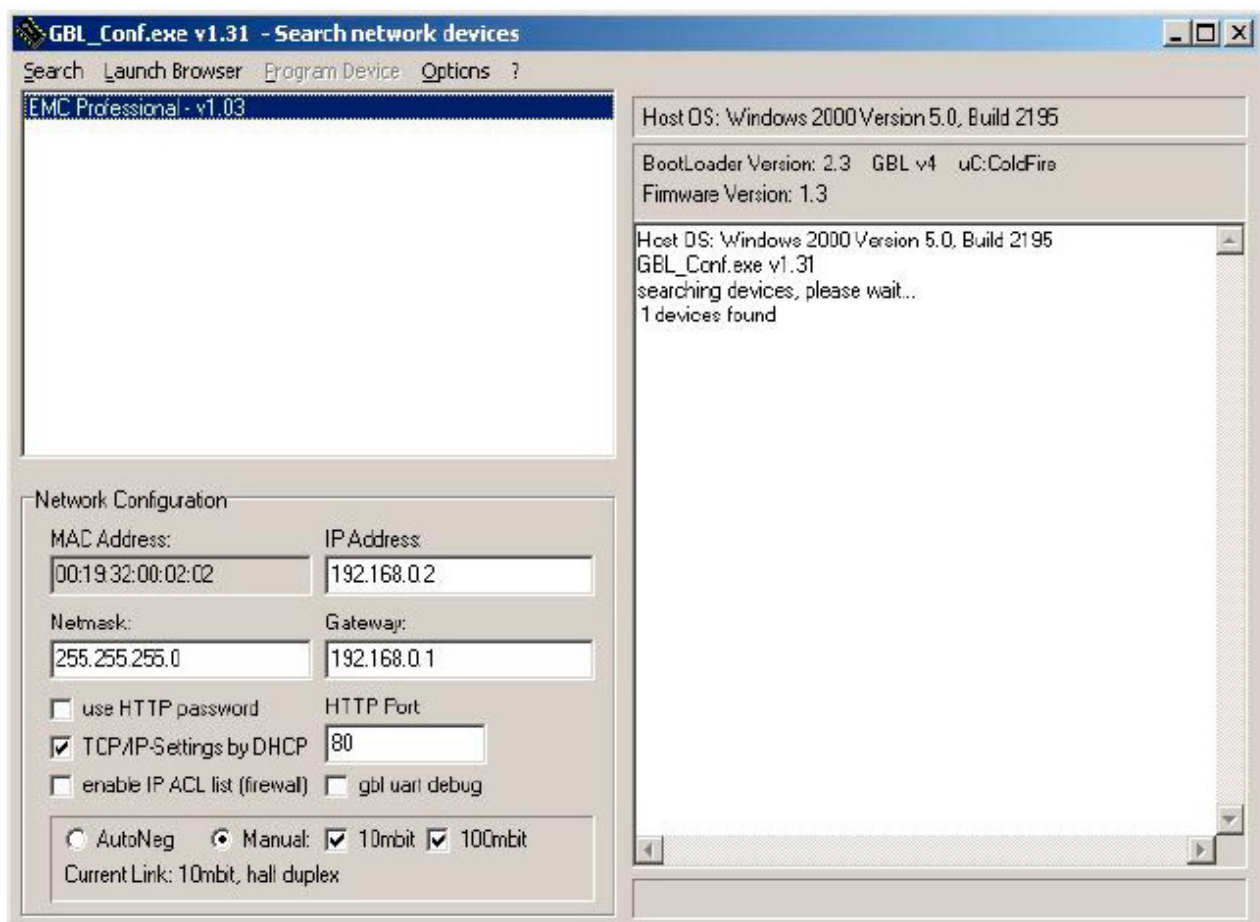 GBL_Conf.exe v1.31 - Search network devices
Search Launch Browser Program Device Options ?
EMC Professional - v1.03
Host OS: Windows 2000 Version 5.0, Build 2195
BootLoader Version: 2.3 GBL v4 uC:ColdFire
Firmware Version: 1.3
Host OS: Windows 2000 Version 5.0, Build 2195
GBL_Conf.exe v1.31
searching devices, please wait...
1 devices found
Network Configuration
MAC Address: IP Address:
00:19:32:00:02:02 192.168.0.2
Netmask: Gateway:
255.255.255.0 192.168.0.1
use HTTP password HTTP Port
TCP/IP-Settings by DHCP 80
enable IP ACL list (firewall) gbl uart debug
AutoNeg Manual: 10mbit 100mbit
Current Link: 10mbit, half duplex